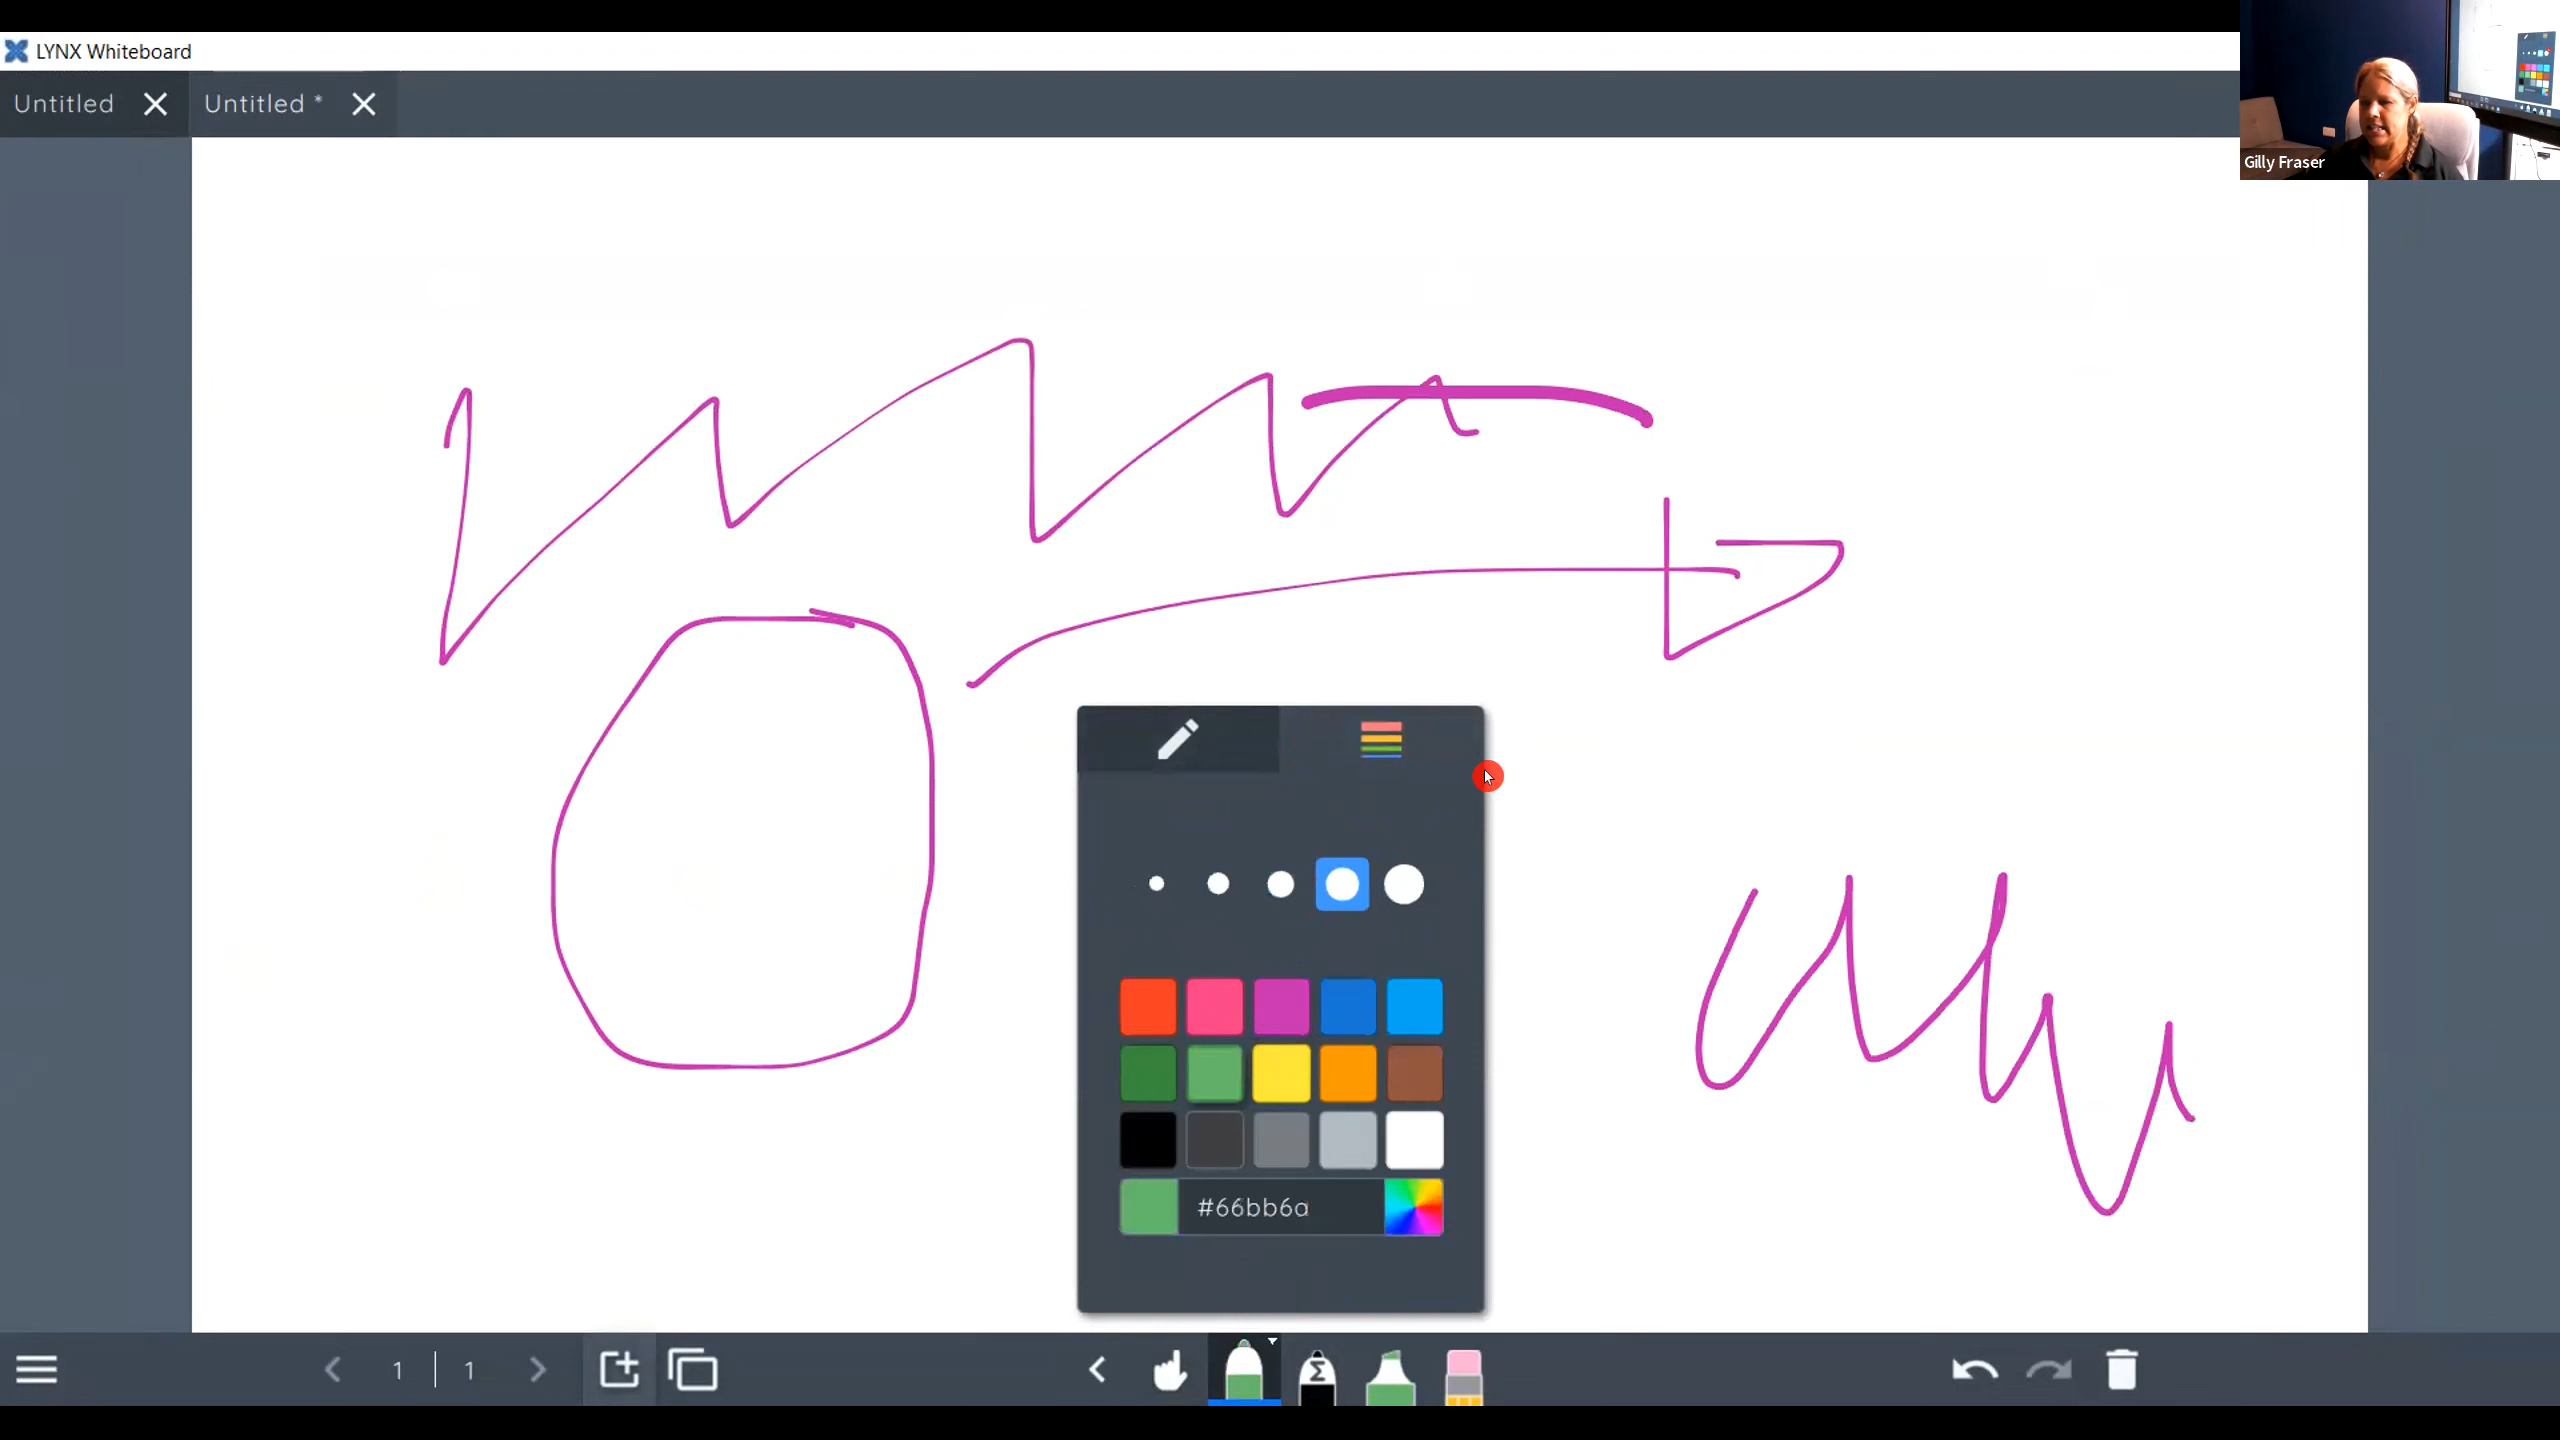 LYNX Whiteboard
Untitled
Untitled *
Gilly Fraser
#66bb6a
1 | 1
Σ